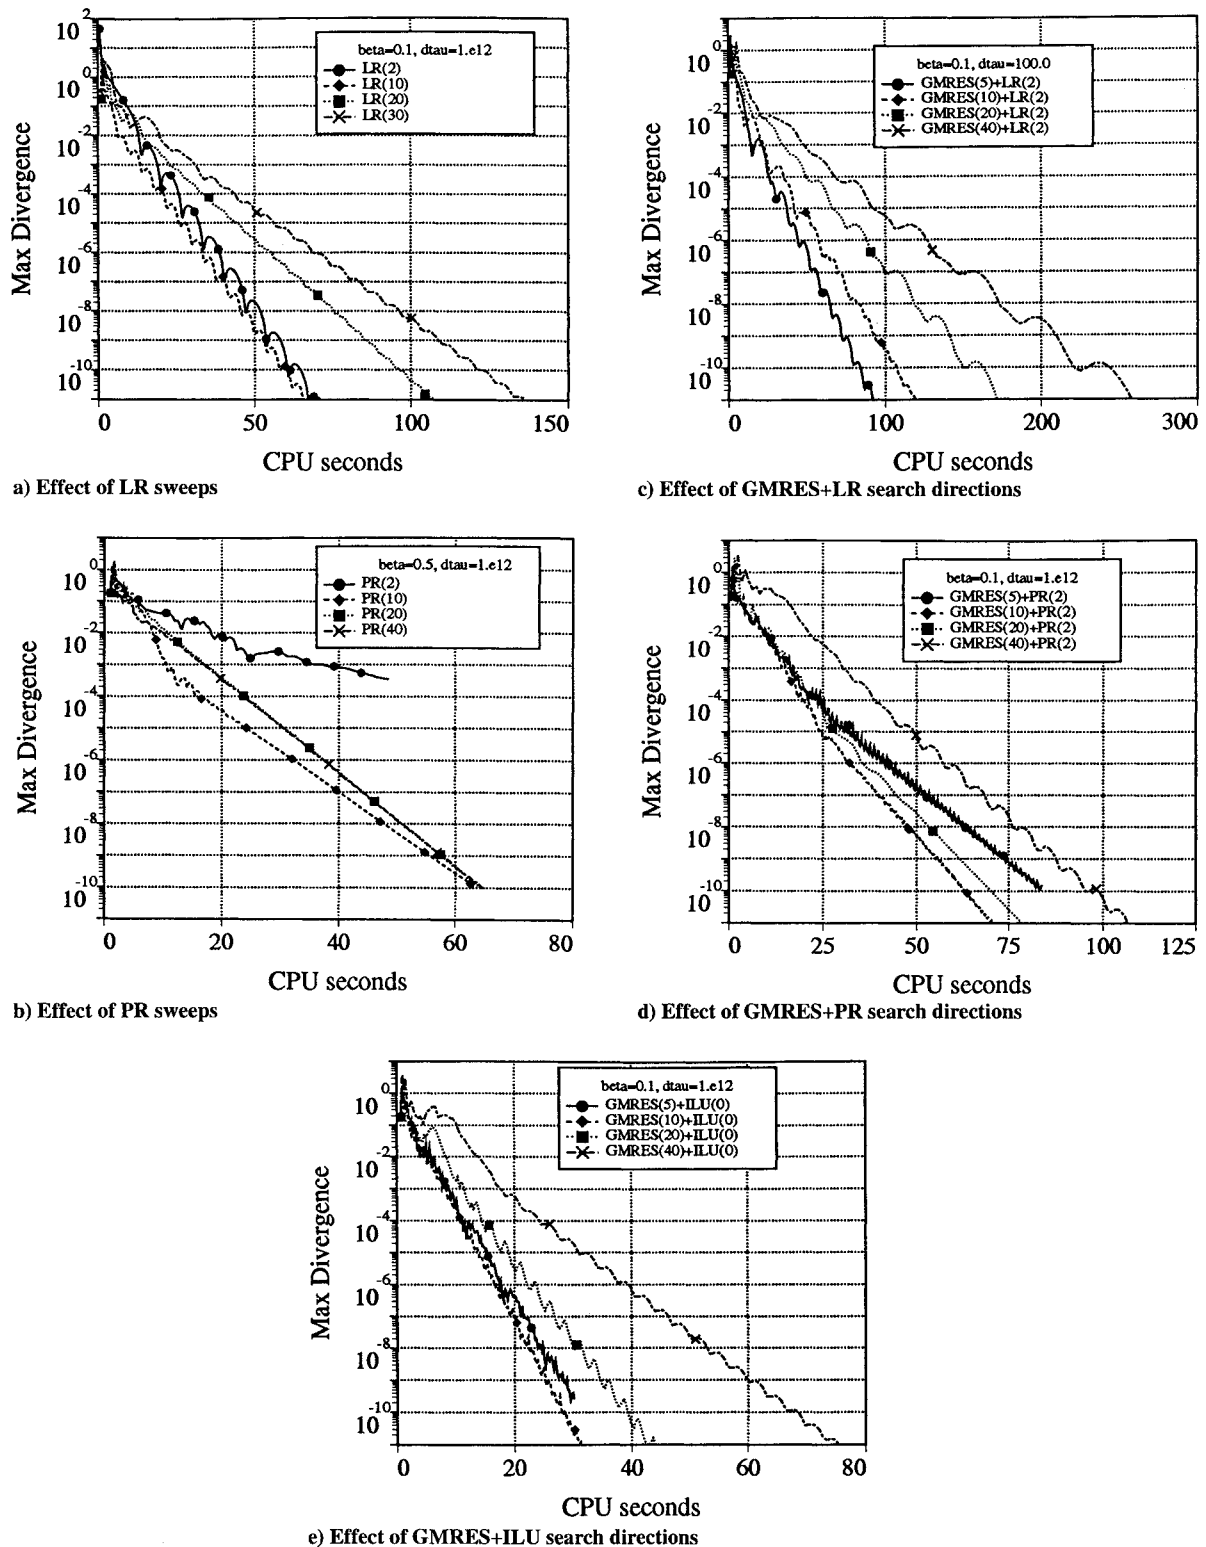 10^2
10^0
10^-2
10^-4
10^-6
10^-8
10^-10
Max Divergence
beta=0.1, dtau=1.e12
LR(2)
LR(10)
LR(20)
LR(30)
0 50 100 150
CPU seconds
a) Effect of LR sweeps
10^0
10^-2
10^-4
10^-6
10^-8
10^-10
Max Divergence
beta=0.1, dtau=100.0
GMRES(5)+LR(2)
GMRES(10)+LR(2)
GMRES(20)+LR(2)
GMRES(40)+LR(2)
0 100 200 300
CPU seconds
c) Effect of GMRES+LR search directions
10^0
10^-2
10^-4
10^-6
10^-8
10^-10
Max Divergence
beta=0.5, dtau=1.e12
PR(2)
PR(10)
PR(20)
PR(40)
0 20 40 60 80
CPU seconds
b) Effect of PR sweeps
10^0
10^-2
10^-4
10^-6
10^-8
10^-10
Max Divergence
beta=0.1, dtau=1.e12
GMRES(5)+PR(2)
GMRES(10)+PR(2)
GMRES(20)+PR(2)
GMRES(40)+PR(2)
0 25 50 75 100 125
CPU seconds
d) Effect of GMRES+PR search directions
10^0
10^-2
10^-4
10^-6
10^-8
10^-10
Max Divergence
beta=0.1, dtau=1.e12
GMRES(5)+ILU(0)
GMRES(10)+ILU(0)
GMRES(20)+ILU(0)
GMRES(40)+ILU(0)
0 20 40 60 80
CPU seconds
e) Effect of GMRES+ILU search directions